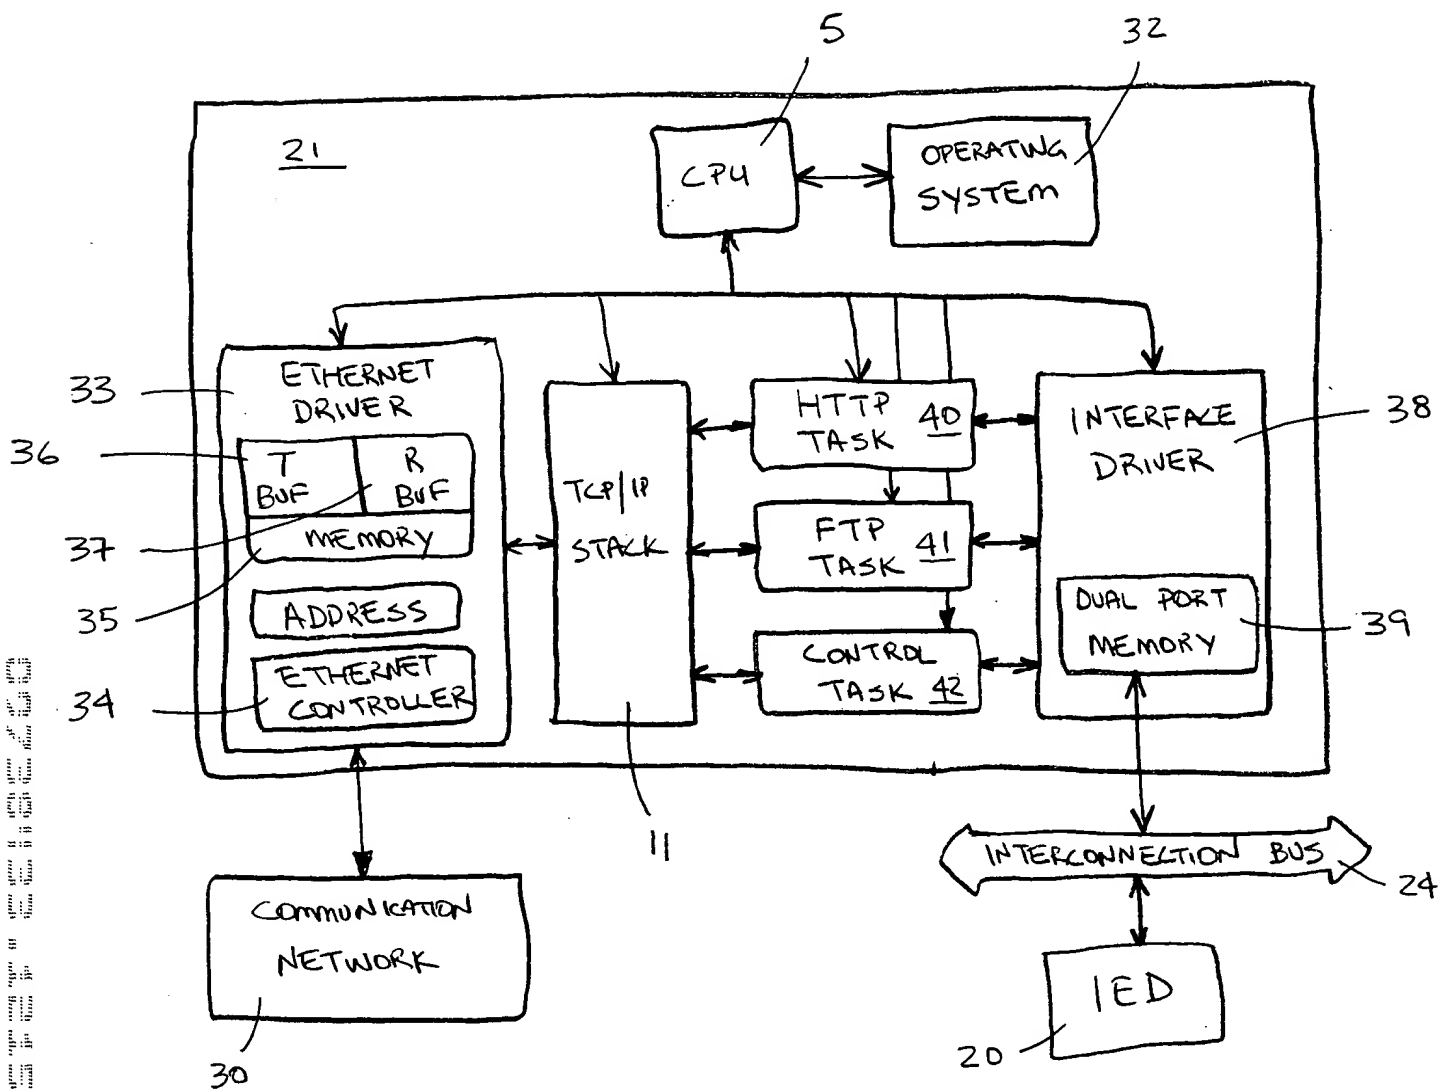 5
32
21
CPU
OPERATING
SYSTEM
33
ETHERNET
DRIVER
36
T
BUF
R
BUF
37
MEMORY
35
ADDRESS
34
ETHERNET
CONTROLLER
TCP/IP
STACK
11
HTTP
TASK 40
FTP
TASK 41
CONTROL
TASK 42
INTERFACE
DRIVER
38
DUAL PORT
MEMORY
39
INTERCONNECTION BUS
24
COMMUNICATION
NETWORK
30
IED
20